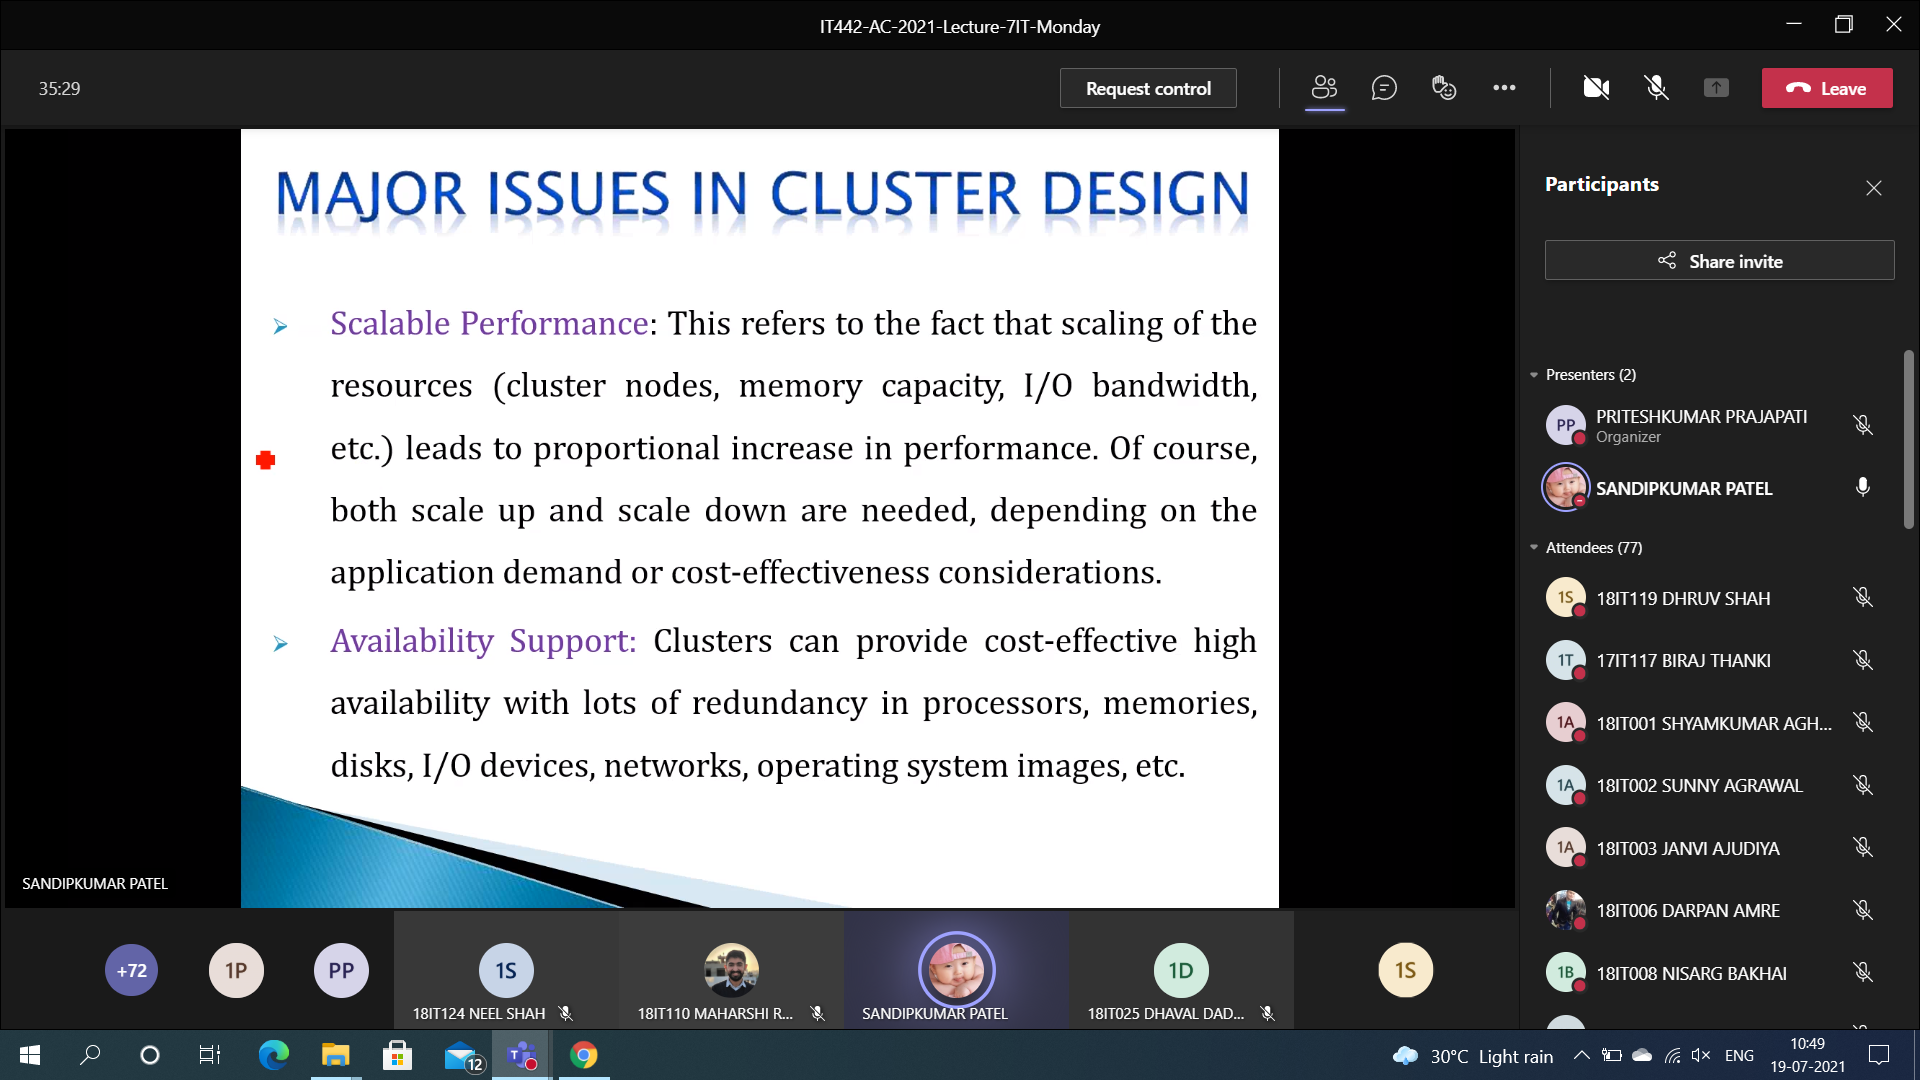 IT442-AC-2021-Lecture-7IT-Monday
35:29
Request control
Leave
MAJOR ISSUES IN CLUSTER DESIGN
Scalable Performance: This refers to the fact that scaling of the
resources (cluster nodes, memory capacity, I/O bandwidth,
etc.) leads to proportional increase in performance. Of course,
both scale up and scale down are needed, depending on the
application demand or cost-effectiveness considerations.
Availability Support: Clusters can provide cost-effective high
availability with lots of redundancy in processors, memories,
disks, I/O devices, networks, operating system images, etc.
SANDIPKUMAR PATEL
Participants
Share invite
Presenters (2)
PP
PRITESHKUMAR PRAJAPATI
Organizer
SANDIPKUMAR PATEL
Attendees (77)
1S
18IT119 DHRUV SHAH
1T
17IT117 BIRAJ THANKI
1A
18IT001 SHYAMKUMAR AGH...
1A
18IT002 SUNNY AGRAWAL
1A
18IT003 JANVI AJUDIYA
18IT006 DARPAN AMRE
1B
18IT008 NISARG BAKHAI
+72
1P
PP
1S
18IT124 NEEL SHAH
18IT110 MAHARSHI R...
SANDIPKUMAR PATEL
1D
18IT025 DHAVAL DAD...
1S
12
T
30°C Light rain
ENG
10:49
19-07-2021